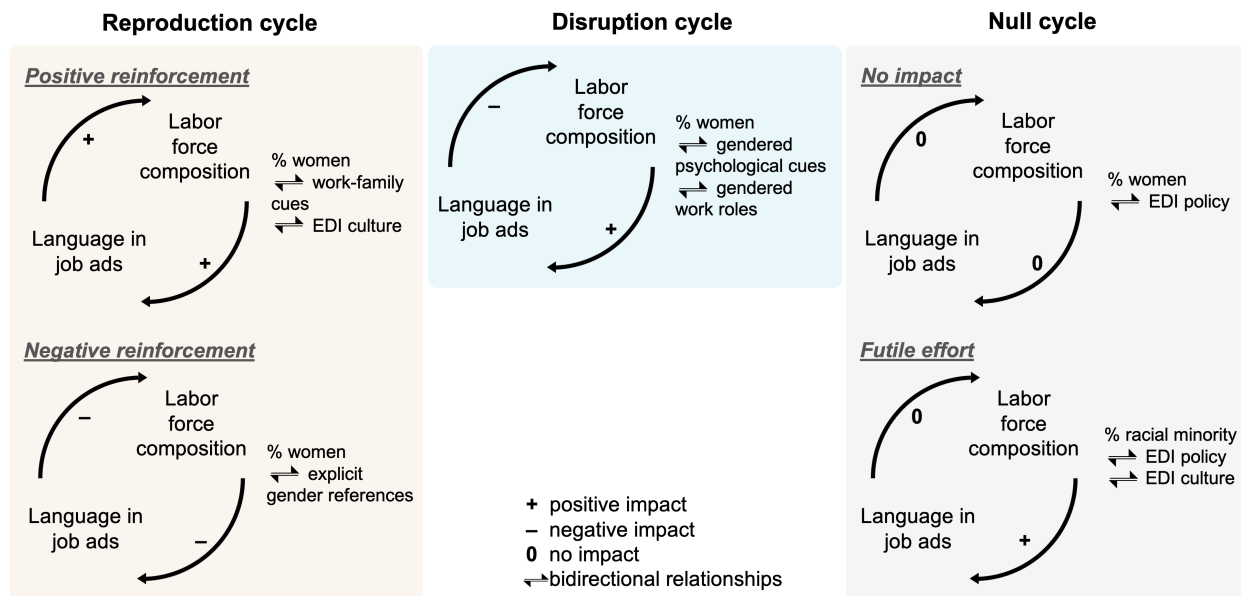 Reproduction cycle
Positive reinforcement
+
Labor
force
composition
% women
⇌ work-family
cues
⇌ EDI culture
Language in
job ads
+
Negative reinforcement
–
Labor
force
composition
% women
⇌ explicit
gender references
Language in
job ads
–
Disruption cycle
–
Labor
force
composition
% women
⇌ gendered
psychological cues
⇌ gendered
work roles
Language in
job ads
+
+ positive impact
– negative impact
0 no impact
⇌ bidirectional relationships
Null cycle
No impact
0
Labor
force
composition
% women
⇌ EDI policy
Language in
job ads
0
Futile effort
0
Labor
force
composition
% racial minority
⇌ EDI policy
⇌ EDI culture
Language in
job ads
+